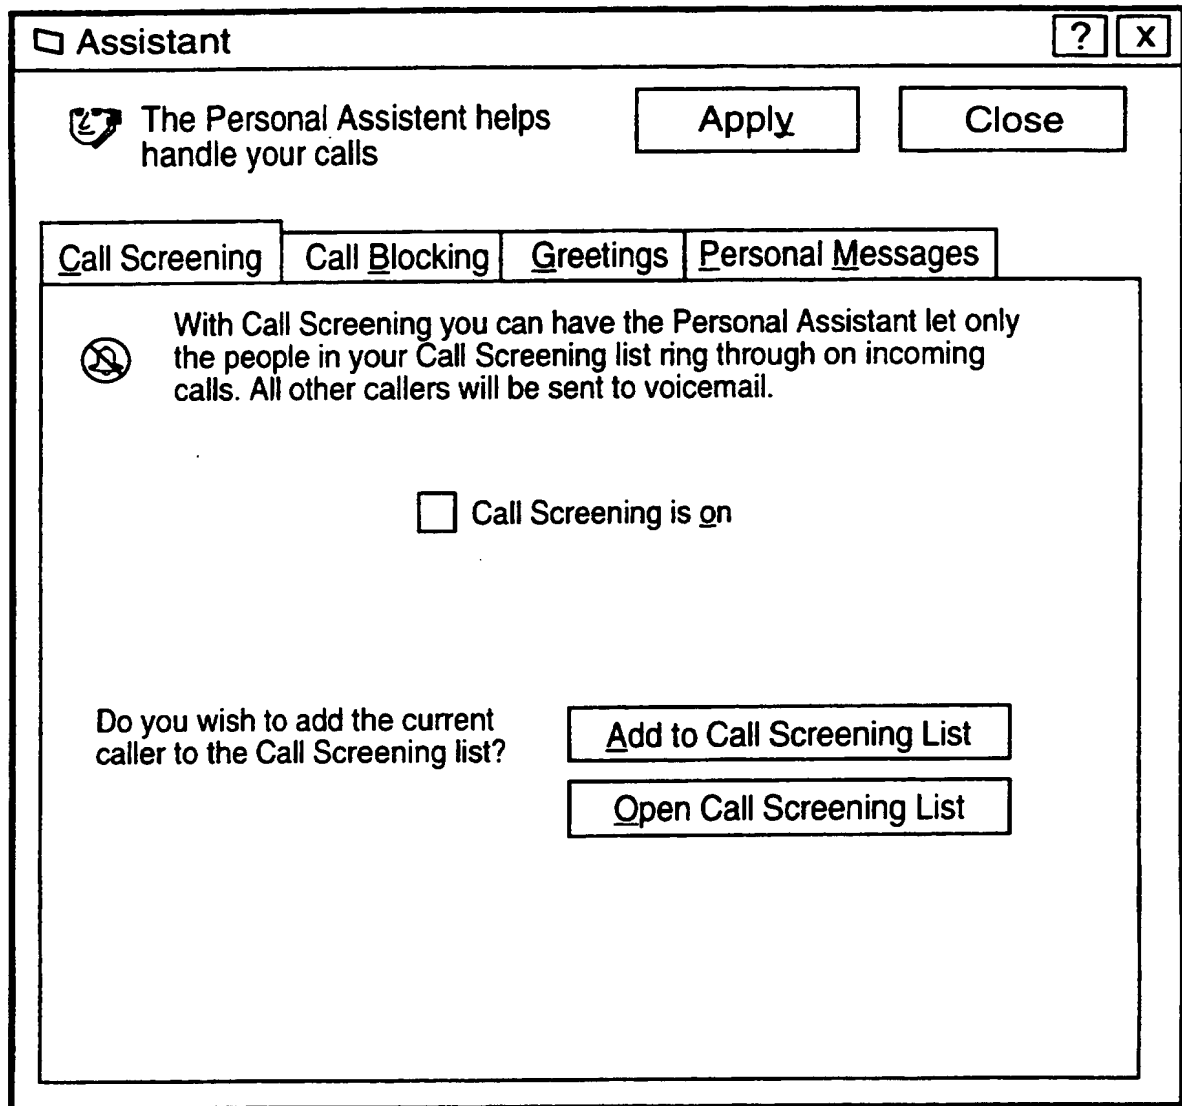 Assistant ? X
The Personal Assistent helps
handle your calls
Apply Close
Call Screening Call Blocking Greetings Personal Messages
With Call Screening you can have the Personal Assistant let only
the people in your Call Screening list ring through on incoming
calls. All other callers will be sent to voicemail.
Call Screening is on
Do you wish to add the current
caller to the Call Screening list?
Add to Call Screening List
Open Call Screening List